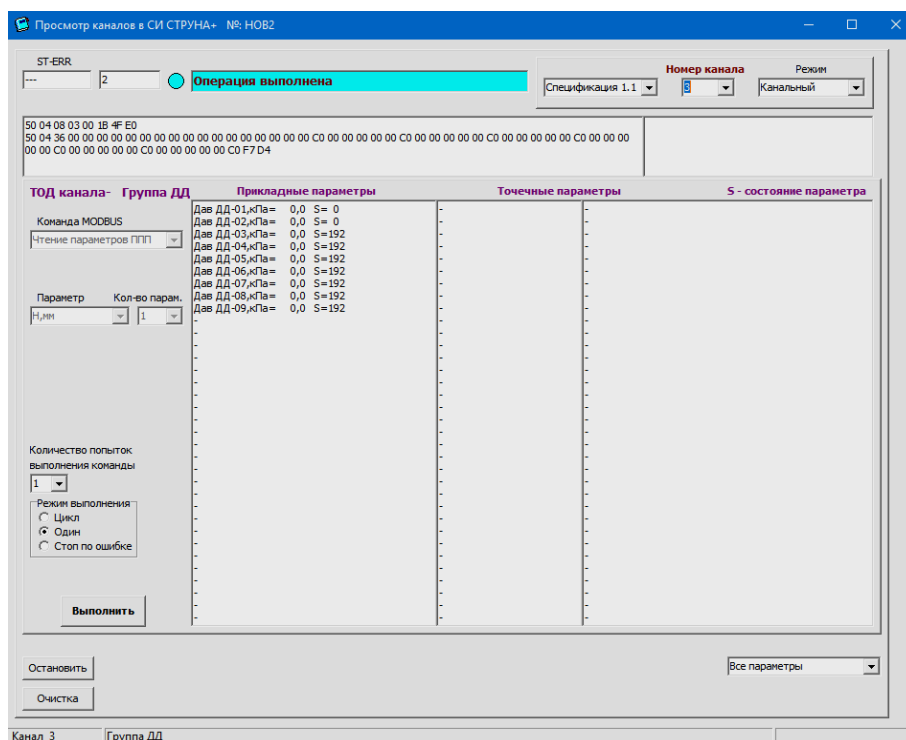 Просмотр каналов в СИ СТРУНА+ №: НОВ2
ST-ERR
---
2
Операция выполнена
Номер канала
Режим
Спецификация 1.1
3
Канальный
50 04 08 03 00 1B 4F E0
50 04 36 00 00 00 00 00 00 00 00 00 00 00 00 00 00 00 00 00 C0 00 00 00 00 00 C0 00 00 00 00 00 C0 00 00 00 00 00 C0 00 00 00
00 00 C0 00 00 00 00 00 C0 00 00 00 00 00 C0 F7 D4
ТОД канала- Группа ДД
Прикладные параметры
Точечные параметры
S - состояние параметра
Команда MODBUS
Чтение параметров ППП
Параметр
Кол-во парам.
Н,мм
1
Дав ДД-01,кПа= 0,0 S= 0
Дав ДД-02,кПа= 0,0 S= 0
Дав ДД-03,кПа= 0,0 S=192
Дав ДД-04,кПа= 0,0 S=192
Дав ДД-05,кПа= 0,0 S=192
Дав ДД-06,кПа= 0,0 S=192
Дав ДД-07,кПа= 0,0 S=192
Дав ДД-08,кПа= 0,0 S=192
Дав ДД-09,кПа= 0,0 S=192
Количество попыток
выполнения команды
1
Режим выполнения
Цикл
Один
Стоп по ошибке
Выполнить
Остановить
Все параметры
Очистка
Канал 3
Группа ДД